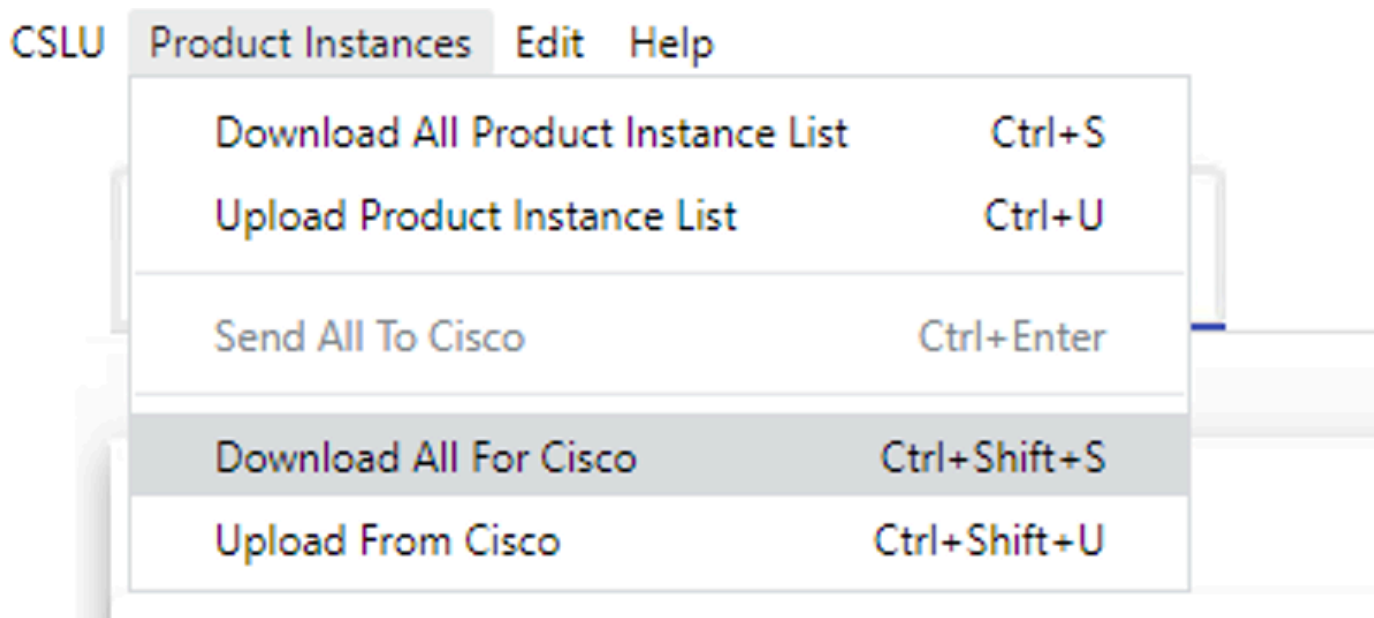 CSLU Product Instances Edit Help
Download All Product Instance List Ctrl+S
Upload Product Instance List Ctrl+U
Send All To Cisco Ctrl+Enter
Download All For Cisco Ctrl+Shift+S
Upload From Cisco Ctrl+Shift+U